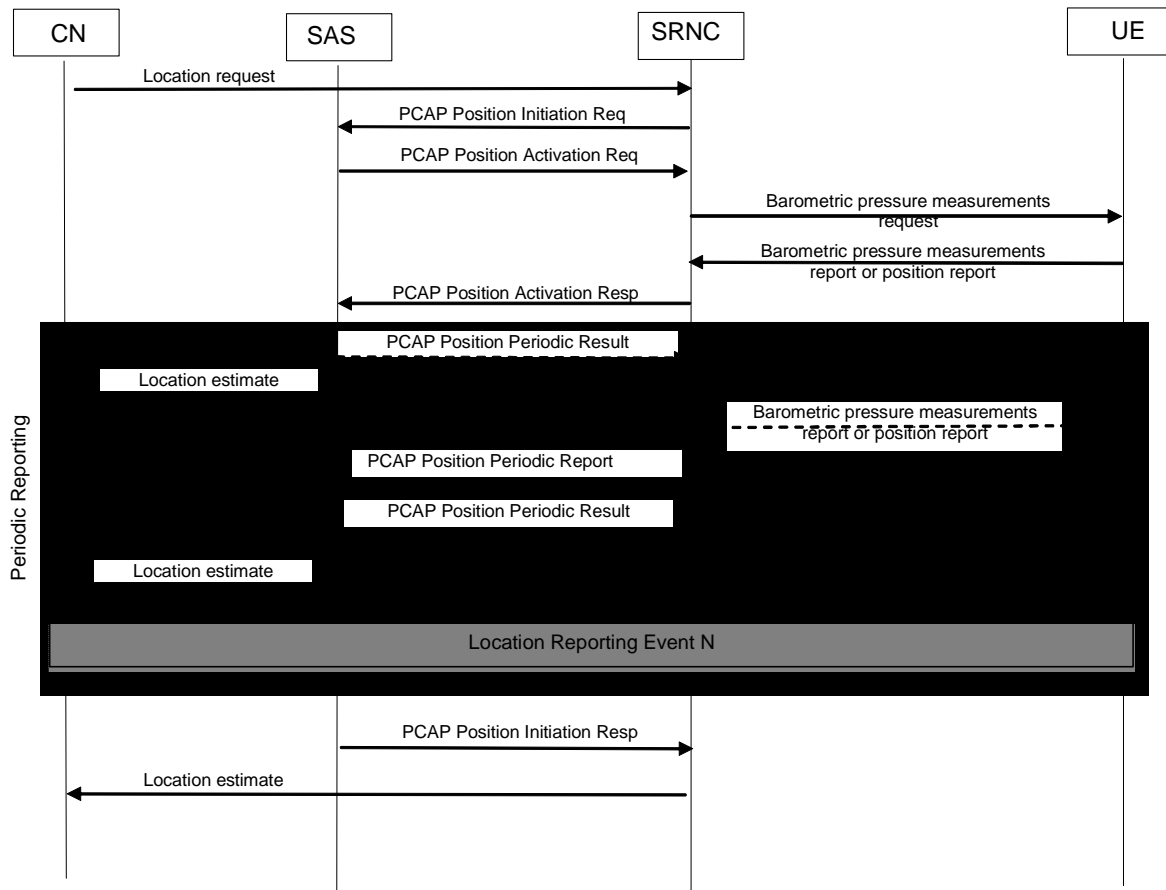 CN
SAS
SRNC
UE
Location request
PCAP Position Initiation Req
PCAP Position Activation Req
Barometric pressure measurements
request
Barometric pressure measurements
report or position report
PCAP Position Activation Resp
Periodic Reporting
PCAP Position Periodic Result
Location estimate
Barometric pressure measurements
report or position report
PCAP Position Periodic Report
PCAP Position Periodic Result
Location estimate
Location Reporting Event N
PCAP Position Initiation Resp
Location estimate